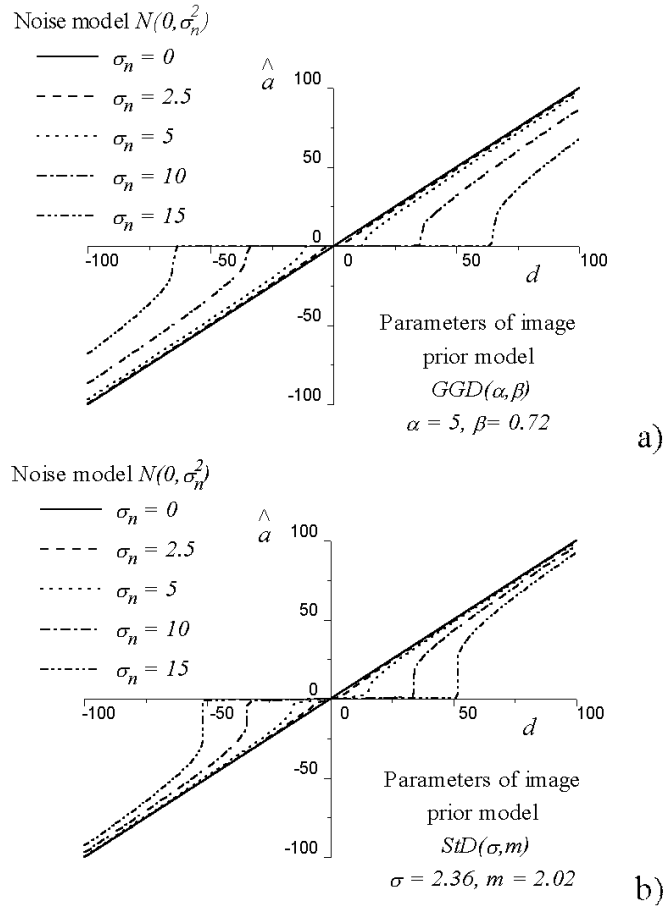 Noise model N(0,σₙ²)
σₙ = 0
σₙ = 2.5
σₙ = 5
σₙ = 10
σₙ = 15
^
a
100
50
0
-100
-50
0
50
100
d
-50
-100
Parameters of image
prior model
GGD(α,β)
α = 5, β= 0.72
a)
Noise model N(0,σₙ²)
σₙ = 0
σₙ = 2.5
σₙ = 5
σₙ = 10
σₙ = 15
^
a
100
50
0
-100
-50
0
50
100
d
-50
-100
Parameters of image
prior model
StD(σ,m)
σ = 2.36, m = 2.02
b)